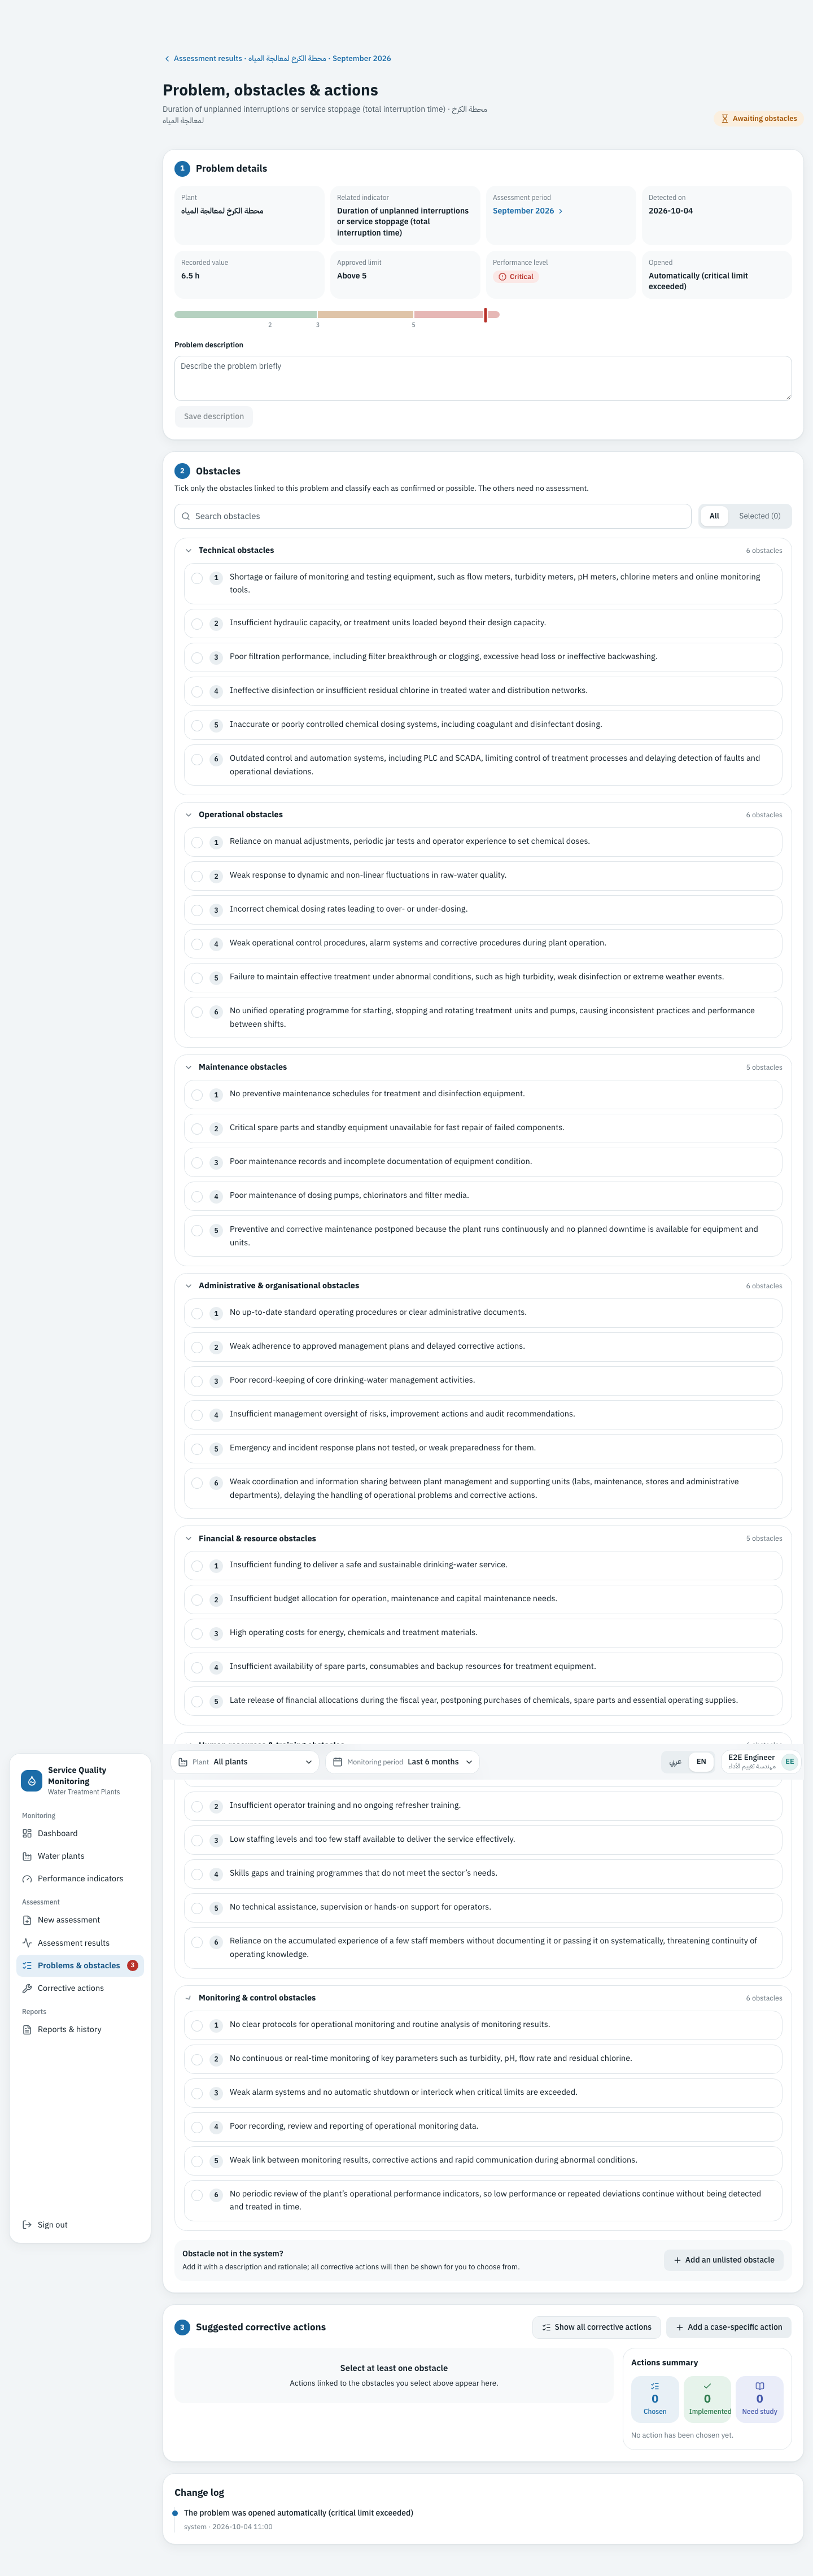 Assessment results · محطة الكرخ لمعالجة المياه · September 2026
Problem, obstacles & actions
Duration of unplanned interruptions or service stoppage (total interruption time) · محطة الكرخ
لمعالجة المياه
Awaiting obstacles
1 Problem details
Plant
محطة الكرخ لمعالجة المياه
Related indicator
Duration of unplanned interruptions
or service stoppage (total
interruption time)
Assessment period
September 2026
Detected on
2026-10-04
Recorded value
6.5 h
Approved limit
Above 5
Performance level
Critical
Opened
Automatically (critical limit
exceeded)
2 3 5
Problem description
Describe the problem briefly
Save description
2 Obstacles
Tick only the obstacles linked to this problem and classify each as confirmed or possible. The others need no assessment.
Search obstacles
All Selected (0)
Technical obstacles 6 obstacles
1 Shortage or failure of monitoring and testing equipment, such as flow meters, turbidity meters, pH meters, chlorine meters and online monitoring
tools.
2 Insufficient hydraulic capacity, or treatment units loaded beyond their design capacity.
3 Poor filtration performance, including filter breakthrough or clogging, excessive head loss or ineffective backwashing.
4 Ineffective disinfection or insufficient residual chlorine in treated water and distribution networks.
5 Inaccurate or poorly controlled chemical dosing systems, including coagulant and disinfectant dosing.
6 Outdated control and automation systems, including PLC and SCADA, limiting control of treatment processes and delaying detection of faults and
operational deviations.
Operational obstacles 6 obstacles
1 Reliance on manual adjustments, periodic jar tests and operator experience to set chemical doses.
2 Weak response to dynamic and non-linear fluctuations in raw-water quality.
3 Incorrect chemical dosing rates leading to over- or under-dosing.
4 Weak operational control procedures, alarm systems and corrective procedures during plant operation.
5 Failure to maintain effective treatment under abnormal conditions, such as high turbidity, weak disinfection or extreme weather events.
6 No unified operating programme for starting, stopping and rotating treatment units and pumps, causing inconsistent practices and performance
between shifts.
Maintenance obstacles 5 obstacles
1 No preventive maintenance schedules for treatment and disinfection equipment.
2 Critical spare parts and standby equipment unavailable for fast repair of failed components.
3 Poor maintenance records and incomplete documentation of equipment condition.
4 Poor maintenance of dosing pumps, chlorinators and filter media.
5 Preventive and corrective maintenance postponed because the plant runs continuously and no planned downtime is available for equipment and
units.
Administrative & organisational obstacles 6 obstacles
1 No up-to-date standard operating procedures or clear administrative documents.
2 Weak adherence to approved management plans and delayed corrective actions.
3 Poor record-keeping of core drinking-water management activities.
4 Insufficient management oversight of risks, improvement actions and audit recommendations.
5 Emergency and incident response plans not tested, or weak preparedness for them.
6 Weak coordination and information sharing between plant management and supporting units (labs, maintenance, stores and administrative
departments), delaying the handling of operational problems and corrective actions.
Financial & resource obstacles 5 obstacles
1 Insufficient funding to deliver a safe and sustainable drinking-water service.
2 Insufficient budget allocation for operation, maintenance and capital maintenance needs.
3 High operating costs for energy, chemicals and treatment materials.
4 Insufficient availability of spare parts, consumables and backup resources for treatment equipment.
5 Late release of financial allocations during the fiscal year, postponing purchases of chemicals, spare parts and essential operating supplies.
Service Quality
Monitoring
Water Treatment Plants
Monitoring
Dashboard
Water plants
Performance indicators
Assessment
New assessment
Assessment results
Problems & obstacles 3
Corrective actions
Reports
Reports & history
Sign out
Plant All plants
Monitoring period Last 6 months
عربي EN
E2E Engineer
مهندسة تقييم الأداء
EE
2 Insufficient operator training and no ongoing refresher training.
3 Low staffing levels and too few staff available to deliver the service effectively.
4 Skills gaps and training programmes that do not meet the sector's needs.
5 No technical assistance, supervision or hands-on support for operators.
6 Reliance on the accumulated experience of a few staff members without documenting it or passing it on systematically, threatening continuity of
operating knowledge.
Monitoring & control obstacles 6 obstacles
1 No clear protocols for operational monitoring and routine analysis of monitoring results.
2 No continuous or real-time monitoring of key parameters such as turbidity, pH, flow rate and residual chlorine.
3 Weak alarm systems and no automatic shutdown or interlock when critical limits are exceeded.
4 Poor recording, review and reporting of operational monitoring data.
5 Weak link between monitoring results, corrective actions and rapid communication during abnormal conditions.
6 No periodic review of the plant's operational performance indicators, so low performance or repeated deviations continue without being detected
and treated in time.
Obstacle not in the system?
Add it with a description and rationale; all corrective actions will then be shown for you to choose from.
Add an unlisted obstacle
3 Suggested corrective actions
Show all corrective actions
Add a case-specific action
Select at least one obstacle
Actions linked to the obstacles you select above appear here.
Actions summary
0
Chosen
0
Implemented
0
Need study
No action has been chosen yet.
Change log
The problem was opened automatically (critical limit exceeded)
system · 2026-10-04 11:00